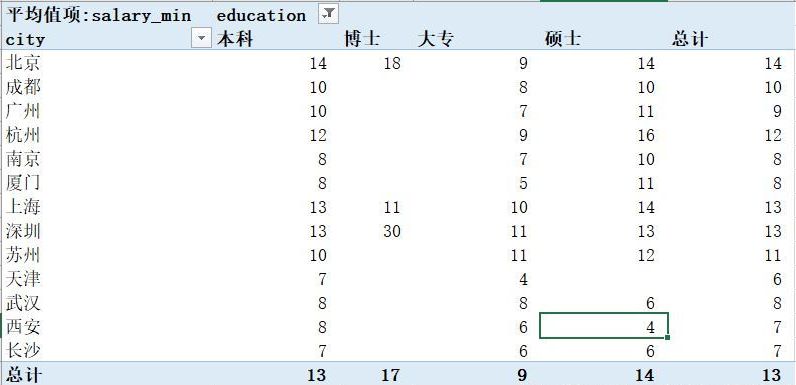 平均值项:salary_min education
city 本科 博士 大专 硕士 总计
北京 14 18 9 14 14
成都 10 8 10 10
广州 10 7 11 9
杭州 12 9 16 12
南京 8 7 10 8
厦门 8 5 11 8
上海 13 11 10 14 13
深圳 13 30 11 13 13
苏州 10 11 12 11
天津 7 4 6
武汉 8 8 6 8
西安 8 6 4 7
长沙 7 6 6 7
总计 13 17 9 14 13